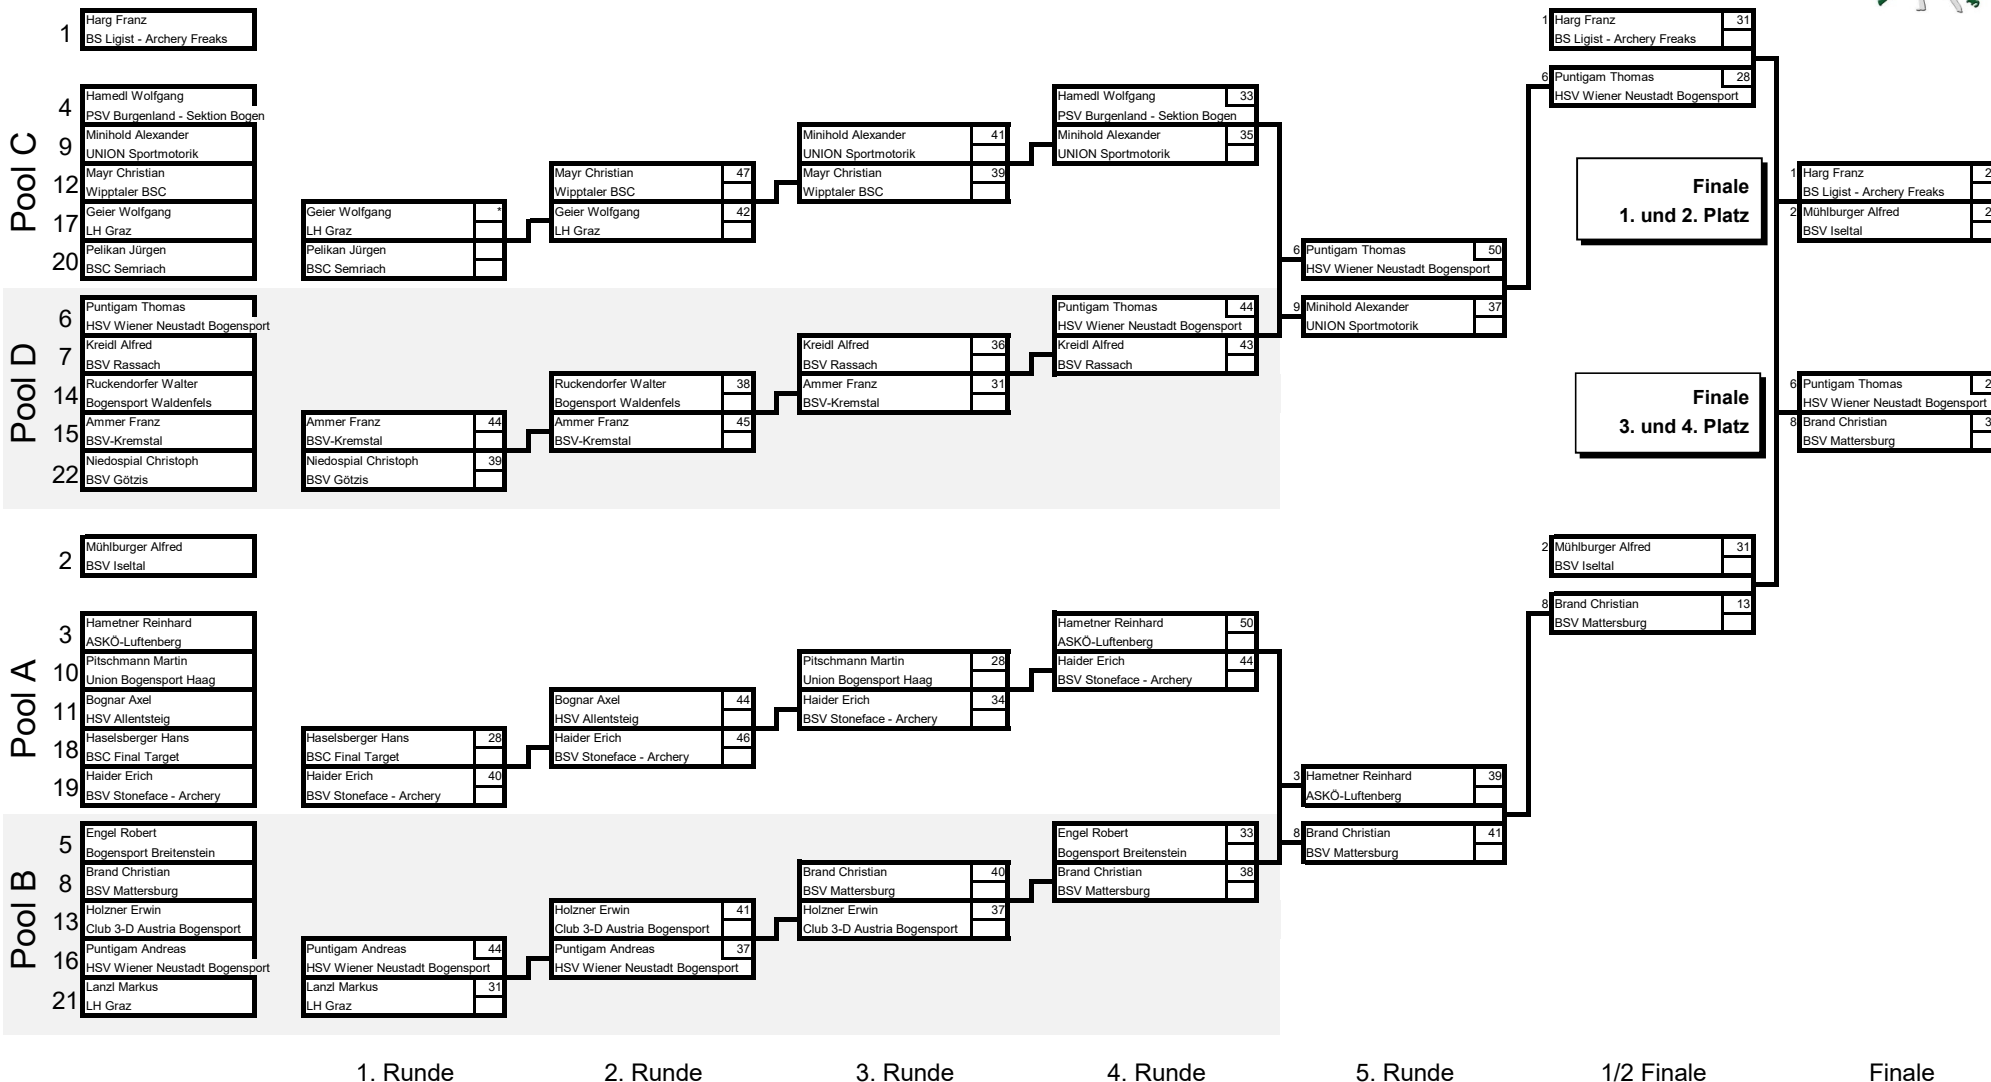 1
Harg Franz
BS Ligist - Archery Freaks
Pool C
4
Hamedl Wolfgang
PSV Burgenland - Sektion Bogen
9
Minihold Alexander
UNION Sportmotorik
12
Mayr Christian
Wipptaler BSC
17
Geier Wolfgang
LH Graz
20
Pelikan Jürgen
BSC Semriach
Pool D
6
Puntigam Thomas
HSV Wiener Neustadt Bogensport
7
Kreidl Alfred
BSV Rassach
14
Ruckendorfer Walter
Bogensport Waldenfels
15
Ammer Franz
BSV-Kremstal
22
Niedospial Christoph
BSV Götzis
2
Mühlburger Alfred
BSV Iseltal
Pool A
3
Hametner Reinhard
ASKÖ-Luftenberg
10
Pitschmann Martin
Union Bogensport Haag
11
Bognar Axel
HSV Allentsteig
18
Haselsberger Hans
BSC Final Target
19
Haider Erich
BSV Stoneface - Archery
Pool B
5
Engel Robert
Bogensport Breitenstein
8
Brand Christian
BSV Mattersburg
13
Holzner Erwin
Club 3-D Austria Bogensport
16
Puntigam Andreas
HSV Wiener Neustadt Bogensport
21
Lanzl Markus
LH Graz
Geier Wolfgang *
LH Graz
Pelikan Jürgen
BSC Semriach
Ammer Franz 44
BSV-Kremstal
Niedospial Christoph 39
BSV Götzis
Haselsberger Hans 28
BSC Final Target
Haider Erich 40
BSV Stoneface - Archery
Puntigam Andreas 44
HSV Wiener Neustadt Bogensport
Lanzl Markus 31
LH Graz
1. Runde
Mayr Christian 47
Wipptaler BSC
Geier Wolfgang 42
LH Graz
Ruckendorfer Walter 38
Bogensport Waldenfels
Ammer Franz 45
BSV-Kremstal
Bognar Axel 44
HSV Allentsteig
Haider Erich 46
BSV Stoneface - Archery
Holzner Erwin 41
Club 3-D Austria Bogensport
Puntigam Andreas 37
HSV Wiener Neustadt Bogensport
2. Runde
Minihold Alexander 41
UNION Sportmotorik
Mayr Christian 39
Wipptaler BSC
Kreidl Alfred 36
BSV Rassach
Ammer Franz 31
BSV-Kremstal
Pitschmann Martin 28
Union Bogensport Haag
Haider Erich 34
BSV Stoneface - Archery
Brand Christian 40
BSV Mattersburg
Holzner Erwin 37
Club 3-D Austria Bogensport
3. Runde
Hamedl Wolfgang 33
PSV Burgenland - Sektion Bogen
Minihold Alexander 35
UNION Sportmotorik
Puntigam Thomas 44
HSV Wiener Neustadt Bogensport
Kreidl Alfred 43
BSV Rassach
Hametner Reinhard 50
ASKÖ-Luftenberg
Haider Erich 44
BSV Stoneface - Archery
Engel Robert 33
Bogensport Breitenstein
Brand Christian 38
BSV Mattersburg
4. Runde
6 Puntigam Thomas 50
HSV Wiener Neustadt Bogensport
9 Minihold Alexander 37
UNION Sportmotorik
3 Hametner Reinhard 39
ASKÖ-Luftenberg
8 Brand Christian 41
BSV Mattersburg
5. Runde
1 Harg Franz 31
BS Ligist - Archery Freaks
6 Puntigam Thomas 28
HSV Wiener Neustadt Bogensport
2 Mühlburger Alfred 31
BSV Iseltal
8 Brand Christian 13
BSV Mattersburg
1/2 Finale
Finale
1. und 2. Platz
1 Harg Franz 2
BS Ligist - Archery Freaks
2 Mühlburger Alfred 2
BSV Iseltal
Finale
3. und 4. Platz
6 Puntigam Thomas 2
HSV Wiener Neustadt Bogensport
8 Brand Christian 3
BSV Mattersburg
Finale